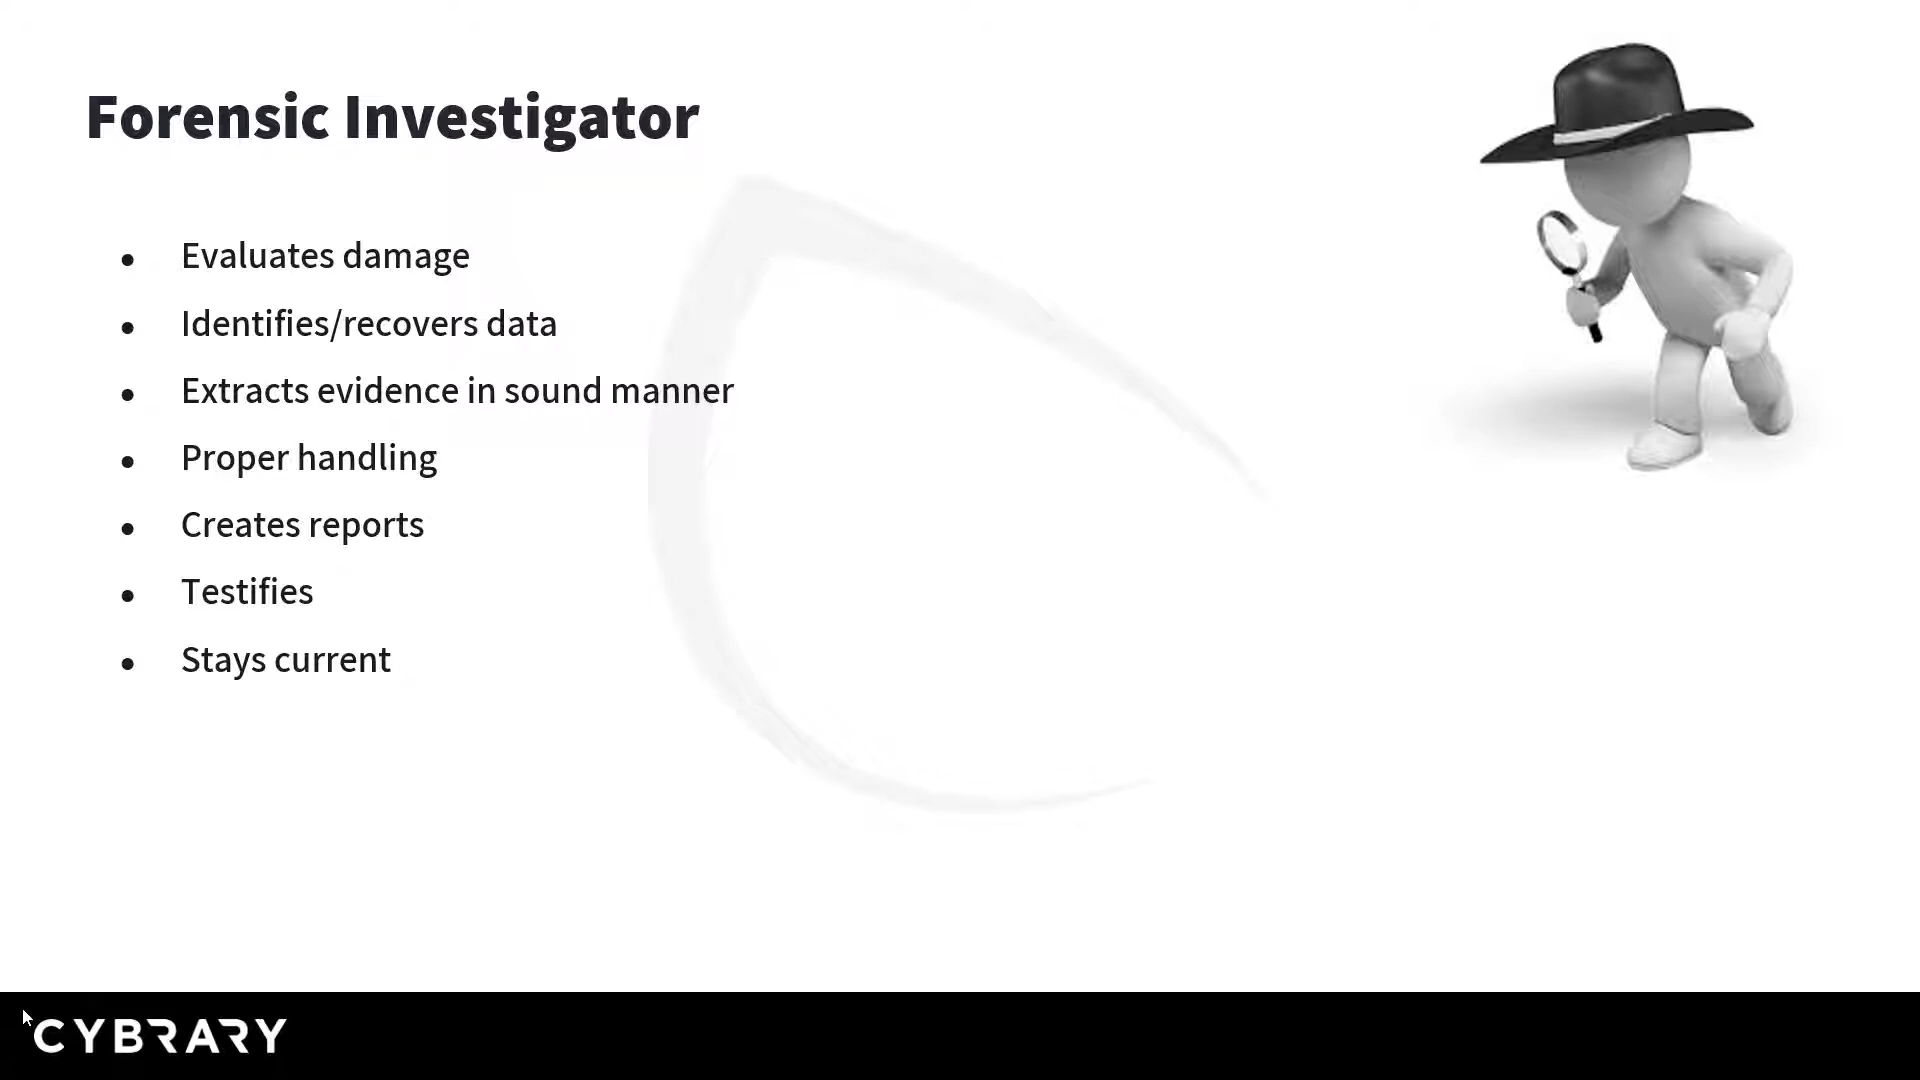 Forensic Investigator
• Evaluates damage
• Identifies/recovers data
• Extracts evidence in sound manner
• Proper handling
• Creates reports
• Testifies
• Stays current
CYBRARY